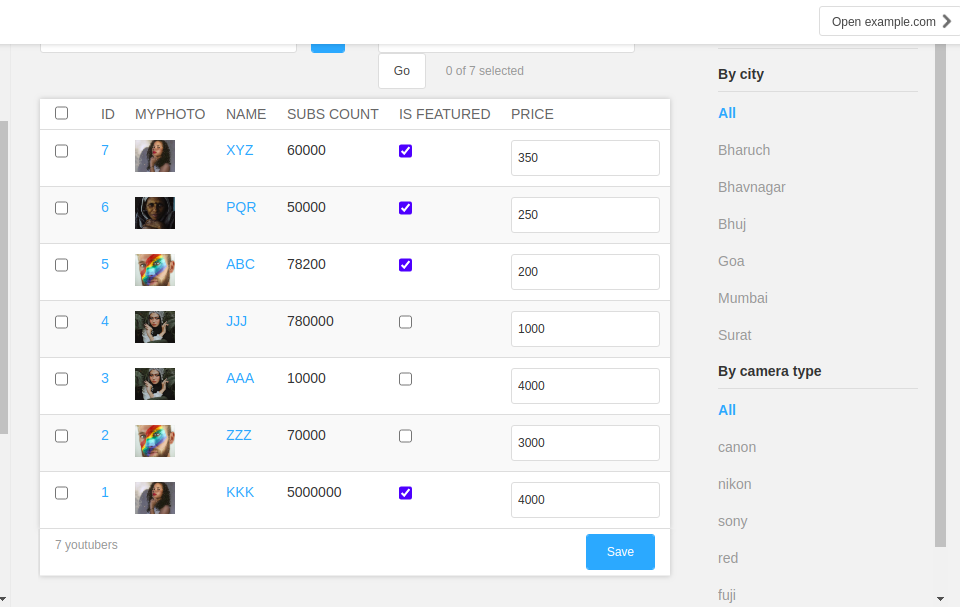 Open example.com
Go 0 of 7 selected
ID MYPHOTO NAME SUBS COUNT IS FEATURED PRICE
7 XYZ 60000 350
6 PQR 50000 250
5 ABC 78200 200
4 JJJ 780000 1000
3 AAA 10000 4000
2 ZZZ 70000 3000
1 KKK 5000000 4000
7 youtubers Save
By city
All
Bharuch
Bhavnagar
Bhuj
Goa
Mumbai
Surat
By camera type
All
canon
nikon
sony
red
fuji